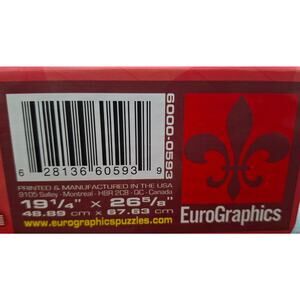 6000-0593
6 28136 60593 9
PRINTED & MANUFACTURED IN THE USA
9105 Salley · Montreal · H8R 2C8 · QC · Canada
19 1/4" x 26 5/8"
48.89 cm x 67.63 cm
www.eurographicspuzzles.com
EuroGraphics